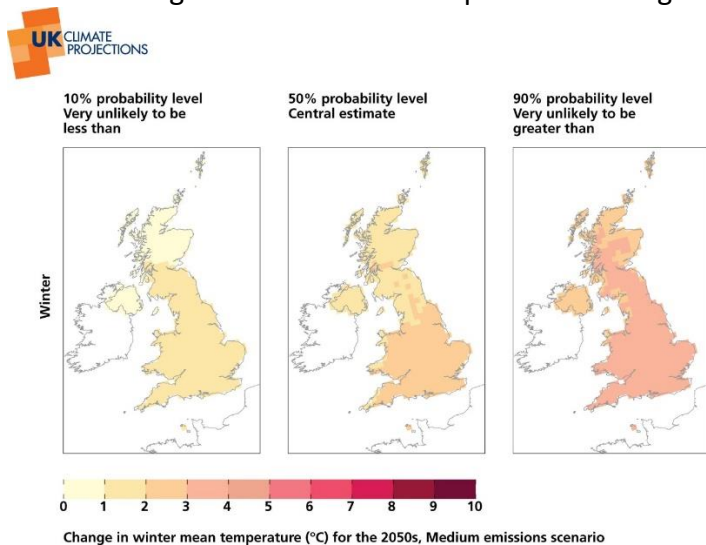 UK CLIMATE
PROJECTIONS
10% probability level
Very unlikely to be
less than
50% probability level
Central estimate
90% probability level
Very unlikely to be
greater than
Winter
0 1 2 3 4 5 6 7 8 9 10
Change in winter mean temperature (°C) for the 2050s, Medium emissions scenario